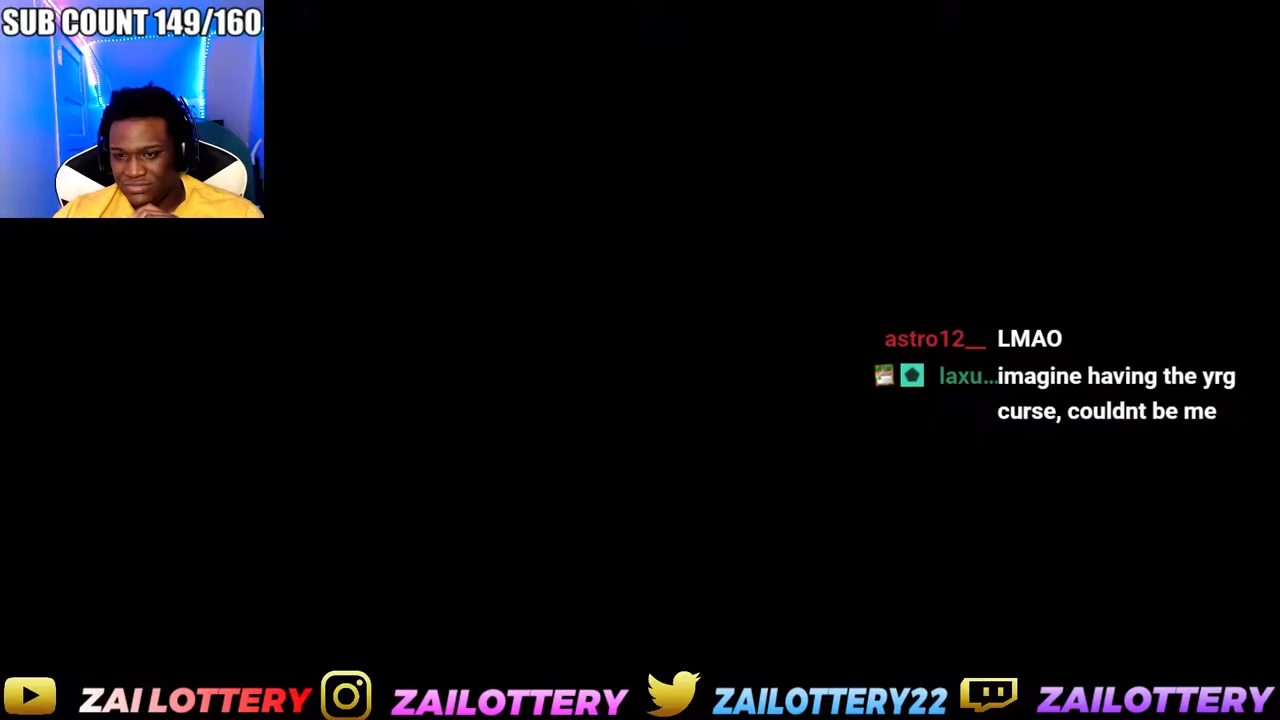 SUB COUNT 149/160
astro12__ LMAO
laxu... imagine having the yrg
curse, couldnt be me
ZAI LOTTERY ZAILOTTERY ZAILOTTERY22 ZAILOTTERY